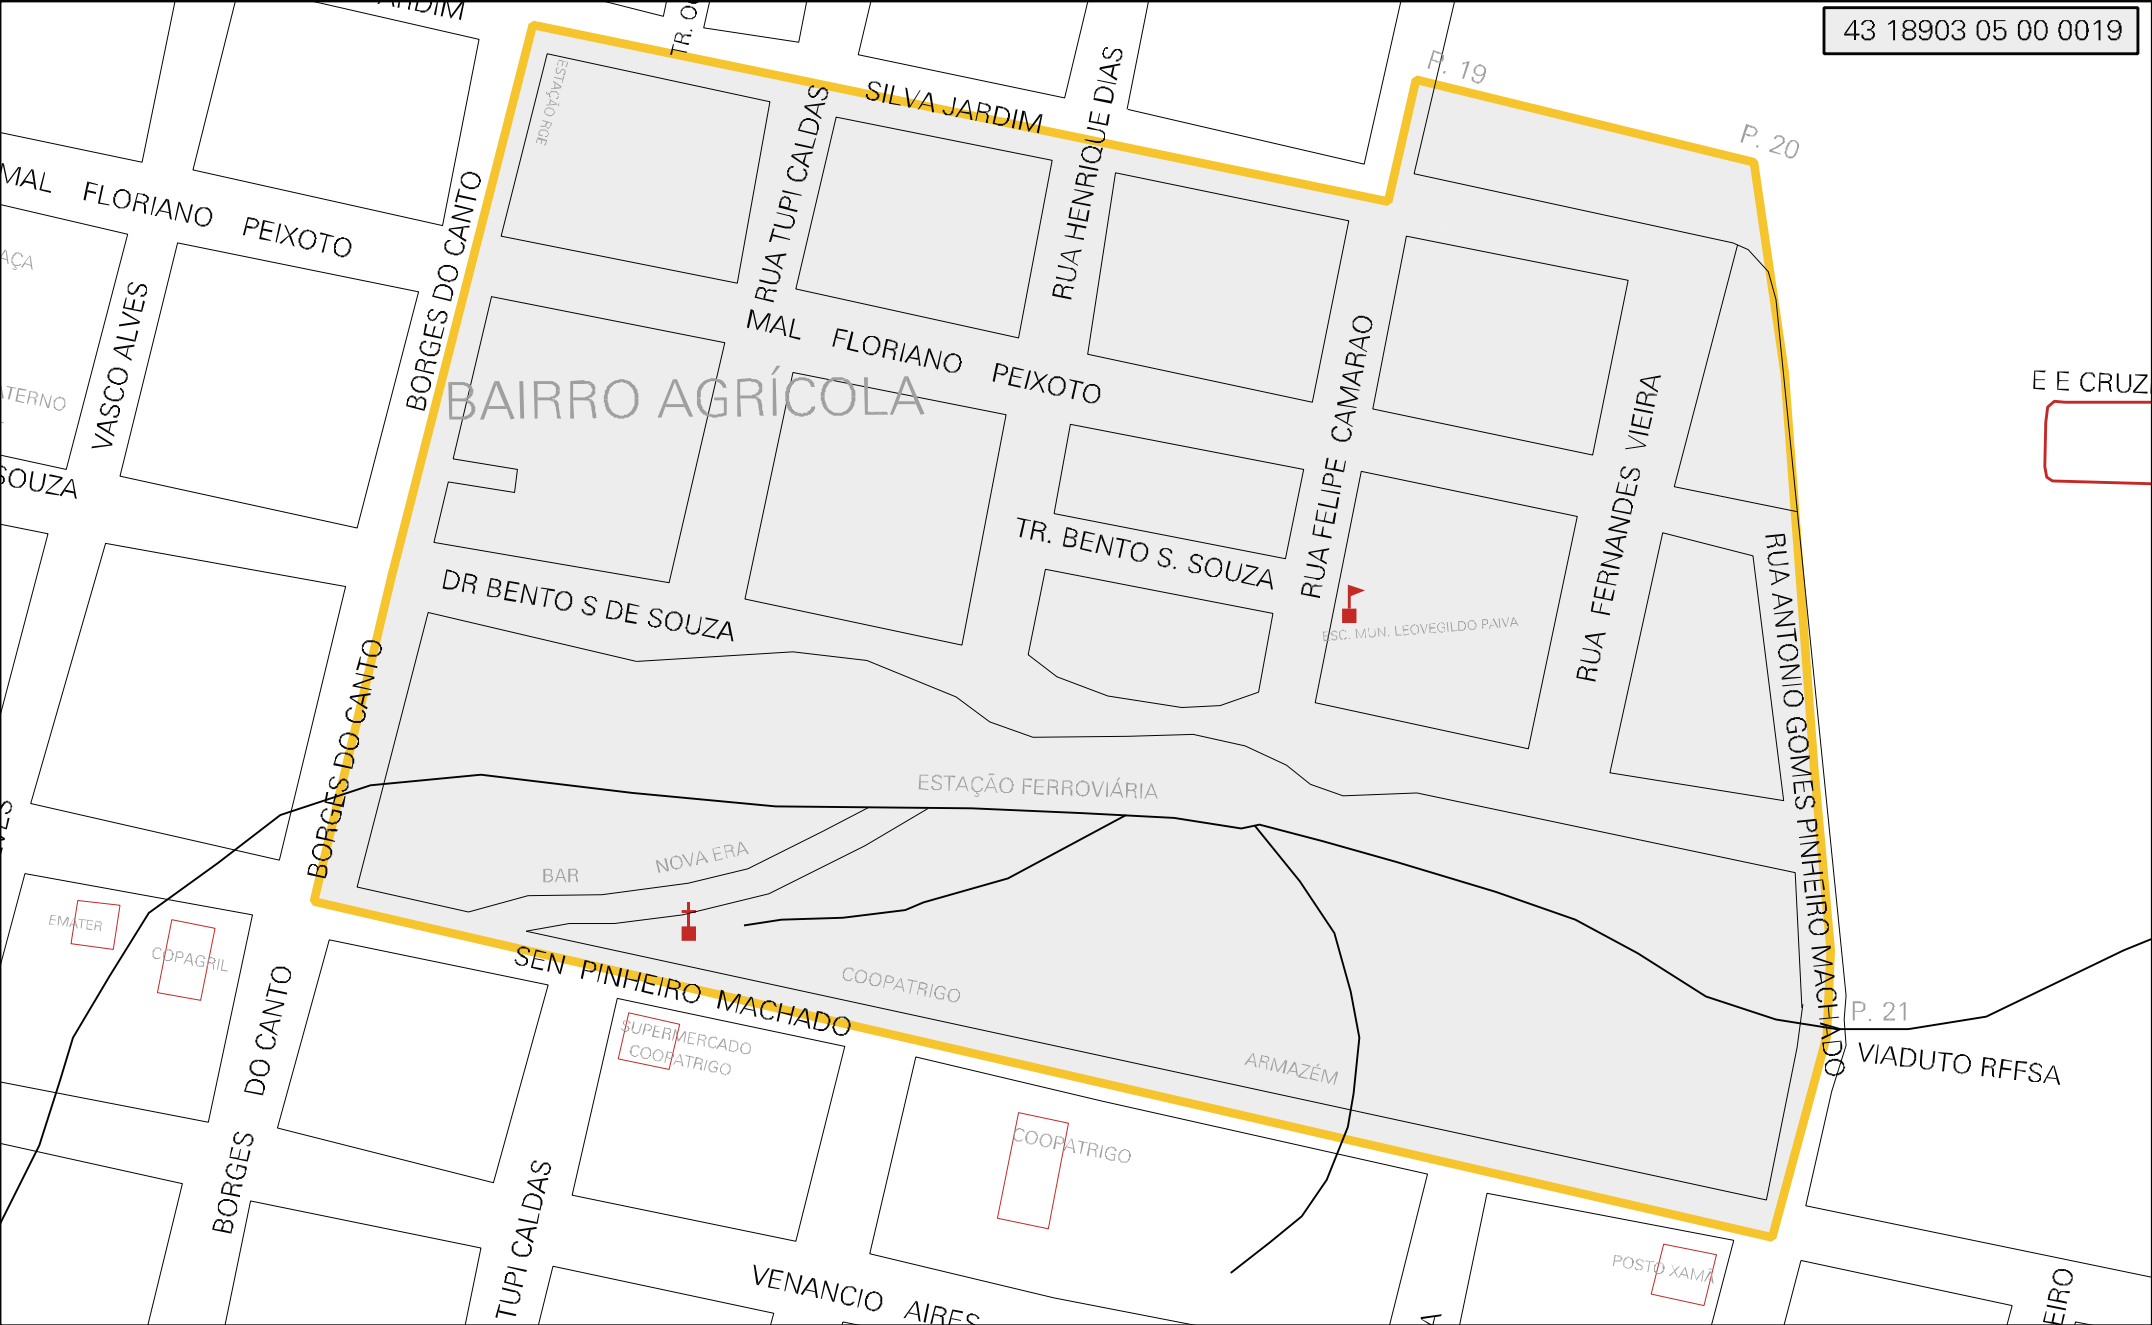 43 18903 05 00 0019
P. 19
P. 20
SILVA JARDIM
ESTAÇÃO RGE
RUA TUPI CALDAS
RUA HENRIQUE DIAS
MAL FLORIANO PEIXOTO
BORGES DO CANTO
VASCO ALVES
MAL FLORIANO PEIXOTO
BAIRRO AGRÍCOLA
RUA FELIPE CAMARAO
RUA FERNANDES VIEIRA
E E CRUZ
SOUZA
TR. BENTO S. SOUZA
DR BENTO S DE SOUZA
ESC. MUN. LEOVEGILDO PAIVA
RUA ANTONIO GOMES PINHEIRO MACHADO
BORGES DO CANTO
ESTAÇÃO FERROVIÁRIA
BAR
NOVA ERA
EMATER
COPAGRIL
SEN PINHEIRO MACHADO
COOPATRIGO
P. 21
VIADUTO RFFSA
ARMAZÉM
BORGES DO CANTO
SUPERMERCADO
COOPATRIGO
COOPATRIGO
TUPI CALDAS
VENANCIO AIRES
POSTO XAMÃ
EIRO